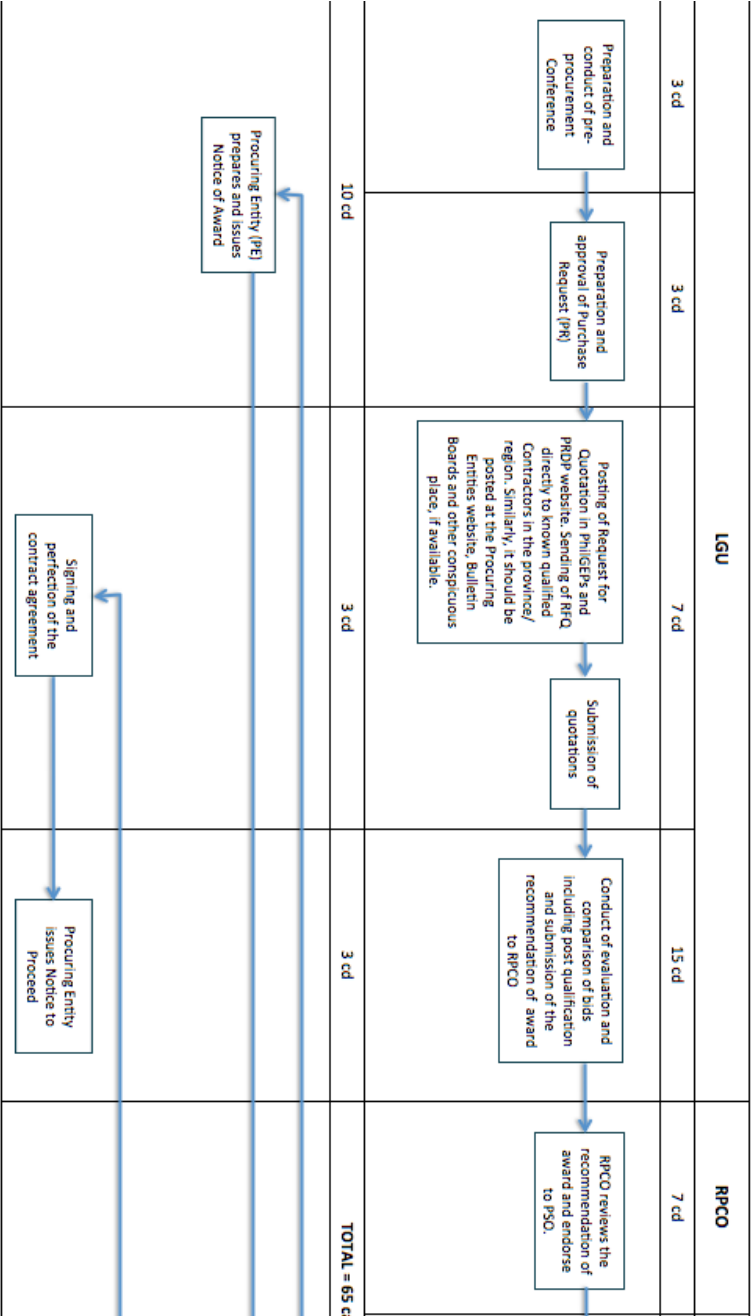 LGU
RPCO
3 cd
3 cd
7 cd
15 cd
7 cd
Preparation and
conduct of pre-
procurement
Conference
Preparation and
approval of Purchase
Request (PR)
Posting of Request for
Quotation in PhilGEPs and
PRDP website. Sending of RFQ
directly to known qualified
Contractors in the province/
region. Similarly, it should be
posted at the Procuring
Entities website, Bulletin
Boards and other conspicuous
place, if available.
Submission of
quotations
Conduct of evaluation and
comparison of bids
including post qualification
and submission of the
recommendation of award
to RPCO
RPCO reviews the
recommendation of
award and endorse
to PSO.
10 cd
3 cd
3 cd
TOTAL = 65 c
Procuring Entity (PE)
prepares and issues
Notice of Award
Signing and
perfection of the
contract agreement
Procuring Entity
issues Notice to
Proceed